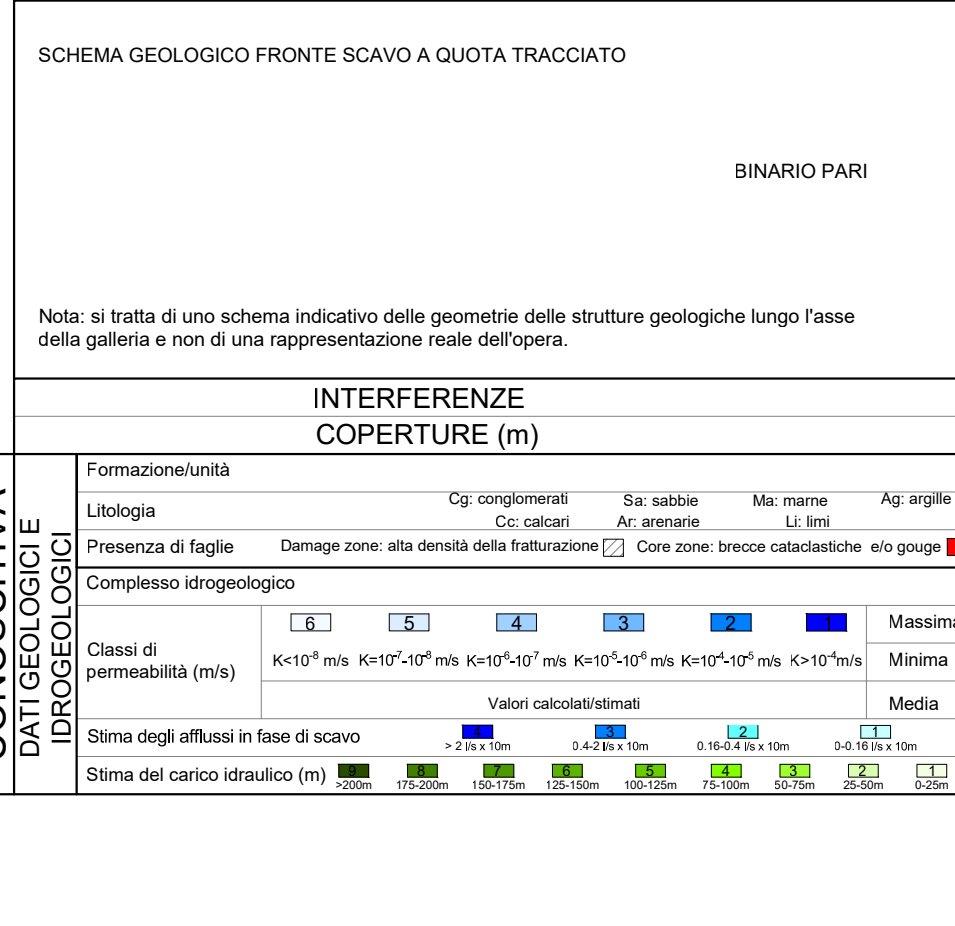 SCHEMA GEOLOGICO FRONTE SCAVO A QUOTA TRACCIATO
BINARIO PARI
Nota: si tratta di uno schema indicativo delle geometrie delle strutture geologiche lungo l'asse
della galleria e non di una rappresentazione reale dell'opera.
INTERFERENZE
COPERTURE (m)
DATI GEOLOGICI E
IDROGEOLOGICI
Formazione/unità
Litologia
Cg: conglomerati Sa: sabbie Ma: marne Ag: argille
Cc: calcari Ar: arenarie Li: limi
Presenza di faglie Damage zone: alta densità della fratturazione Core zone: brecce cataclastiche e/o gouge
Complesso idrogeologico
Classi di
permeabilità (m/s)
6 5 4 3 2 1
K<10⁻⁸ m/s K=10⁻⁷-10⁻⁸ m/s K=10⁻⁶-10⁻⁷ m/s K=10⁻⁵-10⁻⁶ m/s K=10⁻⁴-10⁻⁵ m/s K>10⁻⁴m/s
Valori calcolati/stimati
Massima
Minima
Media
Stima degli afflussi in fase di scavo 4 3 2 1
> 2 l/s x 10m 0.4-2 l/s x 10m 0.16-0.4 l/s x 10m 0-0.16 l/s x 10m
Stima del carico idraulico (m) 9 8 7 6 5 4 3 2 1
>200m 175-200m 150-175m 125-150m 100-125m 75-100m 50-75m 25-50m 0-25m